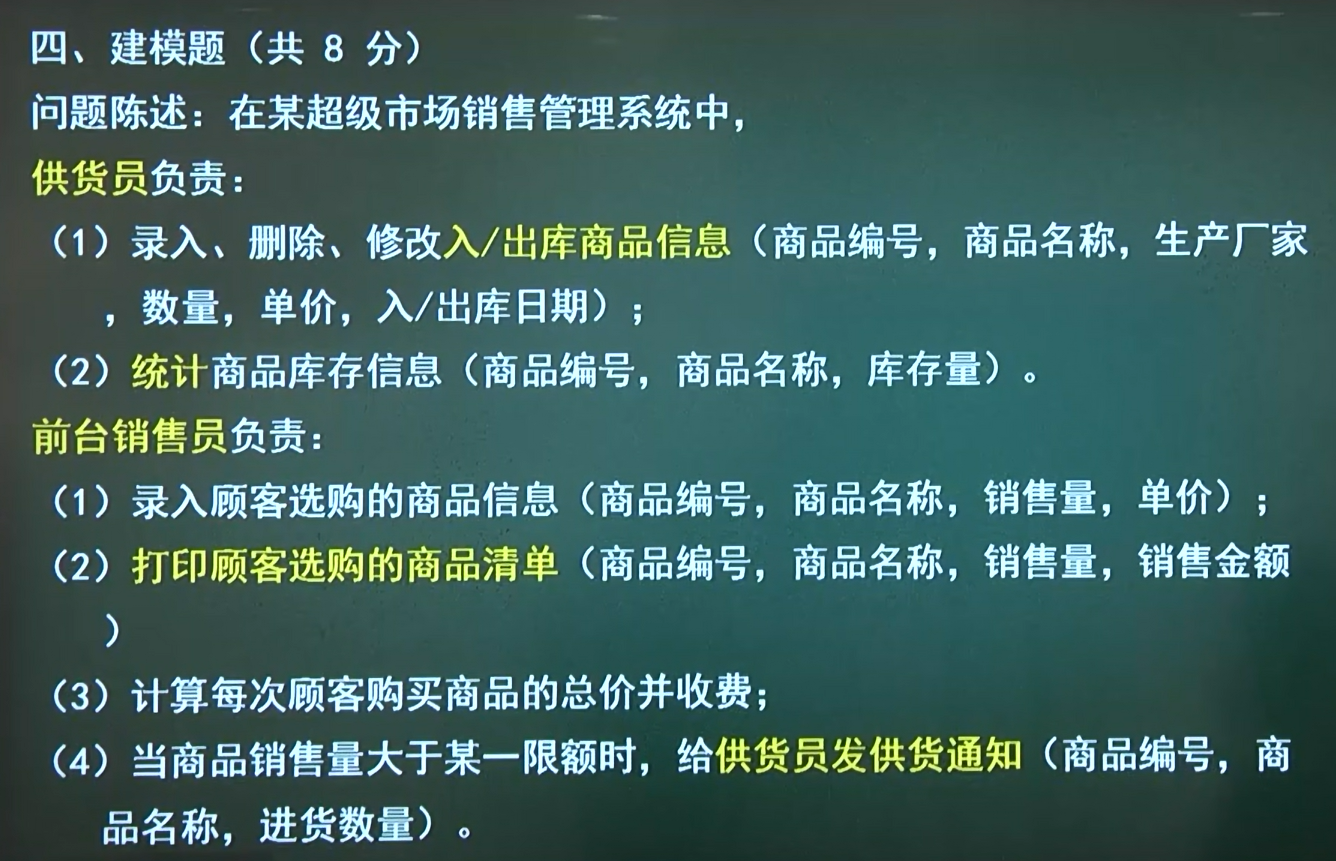 四、建模题（共 8 分）
问题陈述：在某超级市场销售管理系统中，
供货员负责：
（1）录入、删除、修改入/出库商品信息（商品编号，商品名称，生产厂家
，数量，单价，入/出库日期）；
（2）统计商品库存信息（商品编号，商品名称，库存量）。
前台销售员负责：
（1）录入顾客选购的商品信息（商品编号，商品名称，销售量，单价）；
（2）打印顾客选购的商品清单（商品编号，商品名称，销售量，销售金额
）
（3）计算每次顾客购买商品的总价并收费；
（4）当商品销售量大于某一限额时，给供货员发供货通知（商品编号，商
品名称，进货数量）。